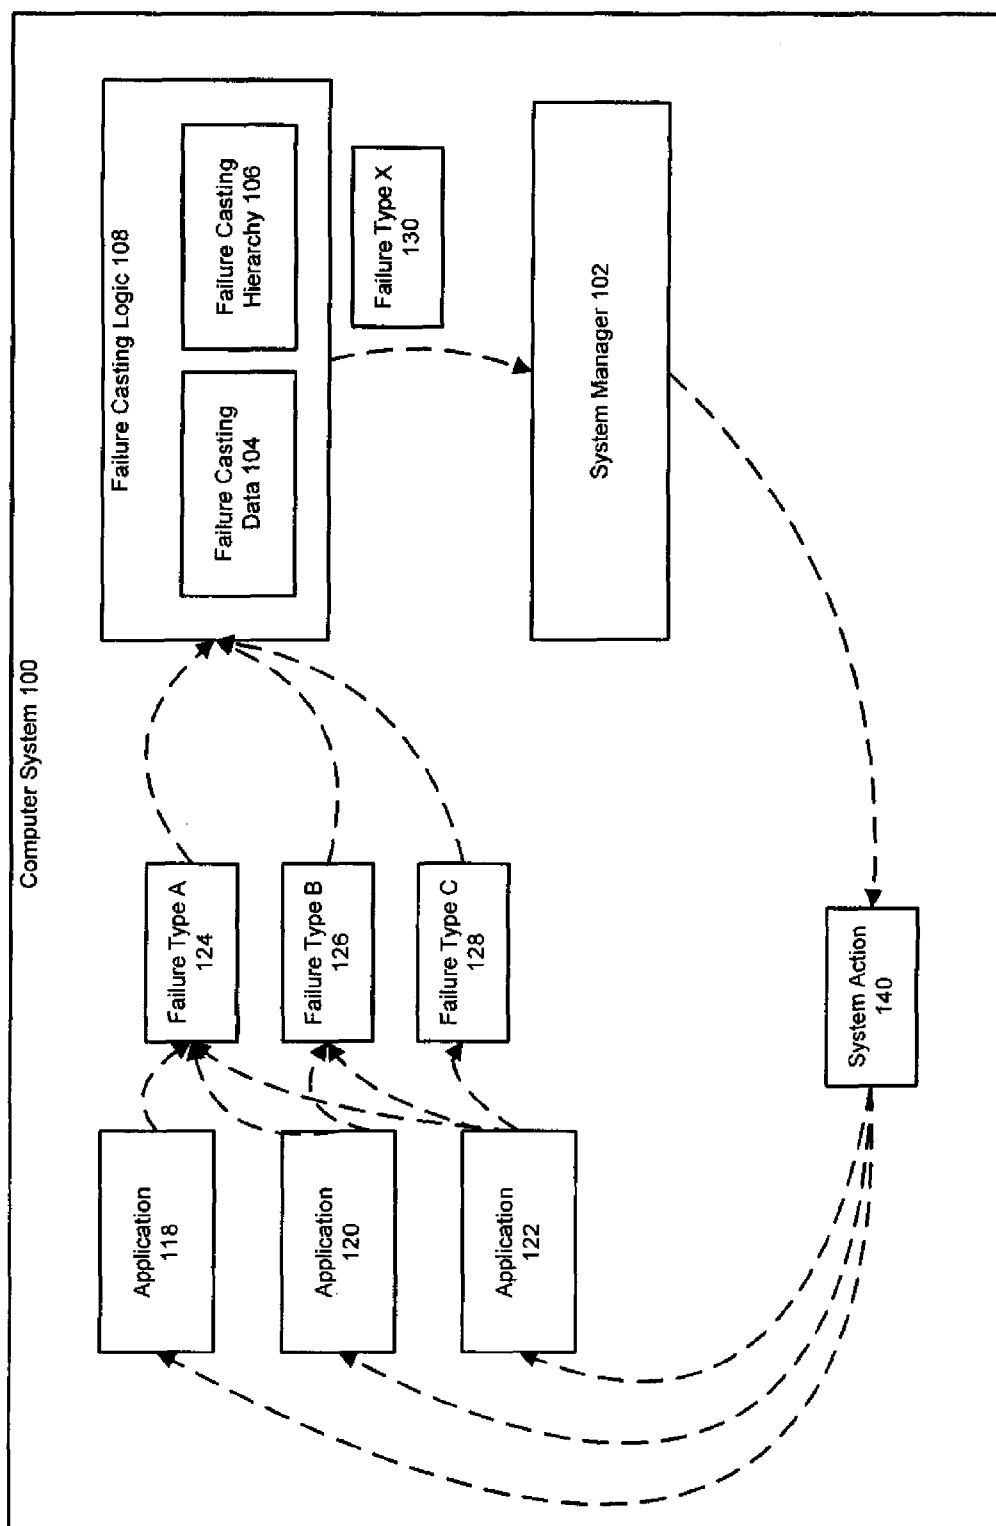 Computer System 100
Application
118
Application
120
Application
122
Failure Type A
124
Failure Type B
126
Failure Type C
128
Failure Casting Logic 108
Failure Casting
Data 104
Failure Casting
Hierarchy 106
Failure Type X
130
System Manager 102
System Action
140